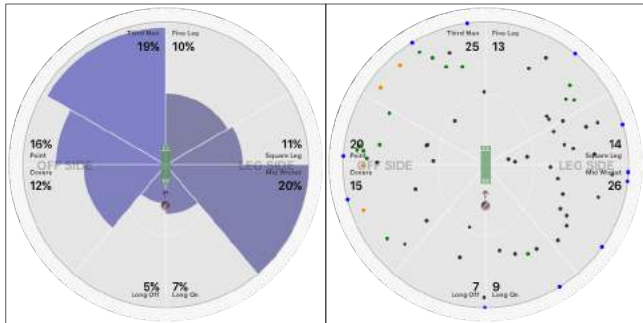 Third Man
19%
Fine Leg
10%
16%
Point
OFF SIDE
Covers
12%
11%
Square Leg
LEG SIDE
Mid Wicket
20%
5%
Long Off
7%
Long On
Third Man
25
Fine Leg
13
20
Point
OFF SIDE
Covers
15
14
Square Leg
LEG SIDE
Mid Wicket
26
7
Long Off
9
Long On